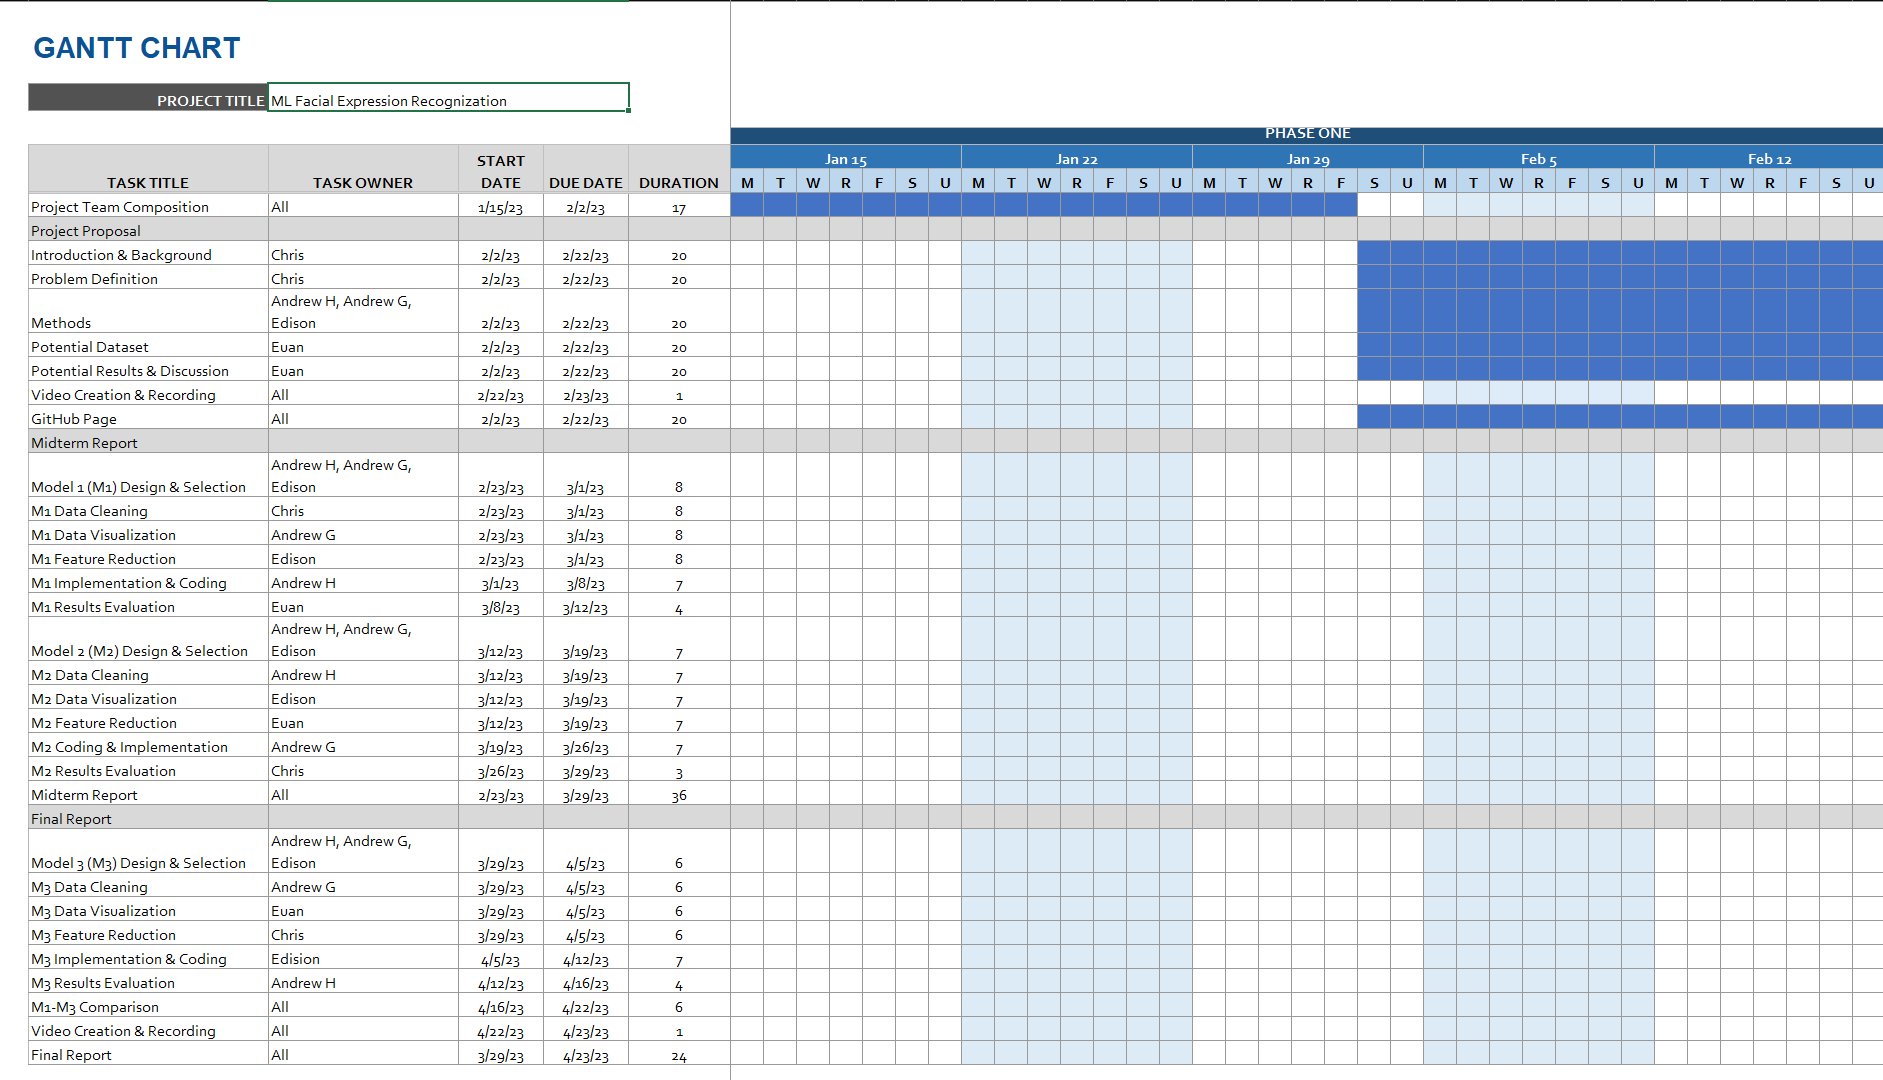 GANTT CHART
PROJECT TITLE ML Facial Expression Recognization
PHASE ONE
Jan 15 Jan 22 Jan 29 Feb 5 Feb 12
TASK TITLE TASK OWNER START DATE DUE DATE DURATION M T W R F S U M T W R F S U M T W R F S U M T W R F S U M T W R F S U
Project Team Composition All 1/15/23 2/2/23 17
Project Proposal
Introduction & Background Chris 2/2/23 2/22/23 20
Problem Definition Chris 2/2/23 2/22/23 20
Methods Andrew H, Andrew G, Edison 2/2/23 2/22/23 20
Potential Dataset Euan 2/2/23 2/22/23 20
Potential Results & Discussion Euan 2/2/23 2/22/23 20
Video Creation & Recording All 2/22/23 2/23/23 1
GitHub Page All 2/2/23 2/22/23 20
Midterm Report
Model 1 (M1) Design & Selection Andrew H, Andrew G, Edison 2/23/23 3/1/23 8
M1 Data Cleaning Chris 2/23/23 3/1/23 8
M1 Data Visualization Andrew G 2/23/23 3/1/23 8
M1 Feature Reduction Edison 2/23/23 3/1/23 8
M1 Implementation & Coding Andrew H 3/1/23 3/8/23 7
M1 Results Evaluation Euan 3/8/23 3/12/23 4
Model 2 (M2) Design & Selection Andrew H, Andrew G, Edison 3/12/23 3/19/23 7
M2 Data Cleaning Andrew H 3/12/23 3/19/23 7
M2 Data Visualization Edison 3/12/23 3/19/23 7
M2 Feature Reduction Euan 3/12/23 3/19/23 7
M2 Coding & Implementation Andrew G 3/19/23 3/26/23 7
M2 Results Evaluation Chris 3/26/23 3/29/23 3
Midterm Report All 2/23/23 3/29/23 36
Final Report
Model 3 (M3) Design & Selection Andrew H, Andrew G, Edison 3/29/23 4/5/23 6
M3 Data Cleaning Andrew G 3/29/23 4/5/23 6
M3 Data Visualization Euan 3/29/23 4/5/23 6
M3 Feature Reduction Chris 3/29/23 4/5/23 6
M3 Implementation & Coding Edision 4/5/23 4/12/23 7
M3 Results Evaluation Andrew H 4/12/23 4/16/23 4
M1-M3 Comparison All 4/16/23 4/22/23 6
Video Creation & Recording All 4/22/23 4/23/23 1
Final Report All 3/29/23 4/23/23 24